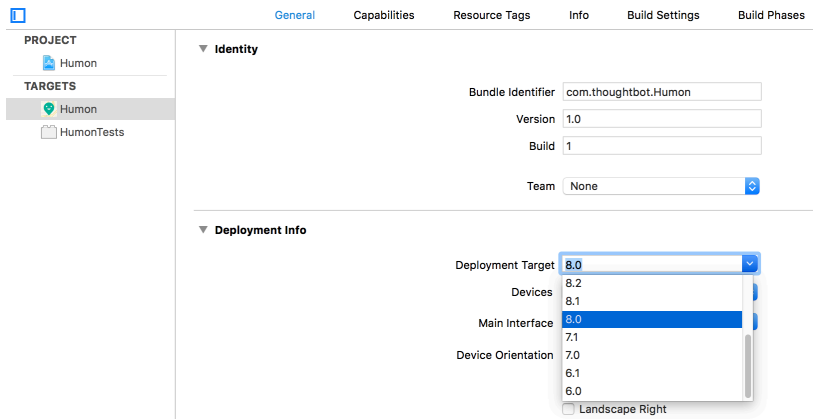 General Capabilities Resource Tags Info Build Settings Build Phases
PROJECT
Humon
TARGETS
Humon
HumonTests
Identity
Bundle Identifier com.thoughtbot.Humon
Version 1.0
Build 1
Team None
Deployment Info
Deployment Target 8.0
Devices
Main Interface
Device Orientation
8.2
8.1
8.0
7.1
7.0
6.1
6.0
Landscape Right